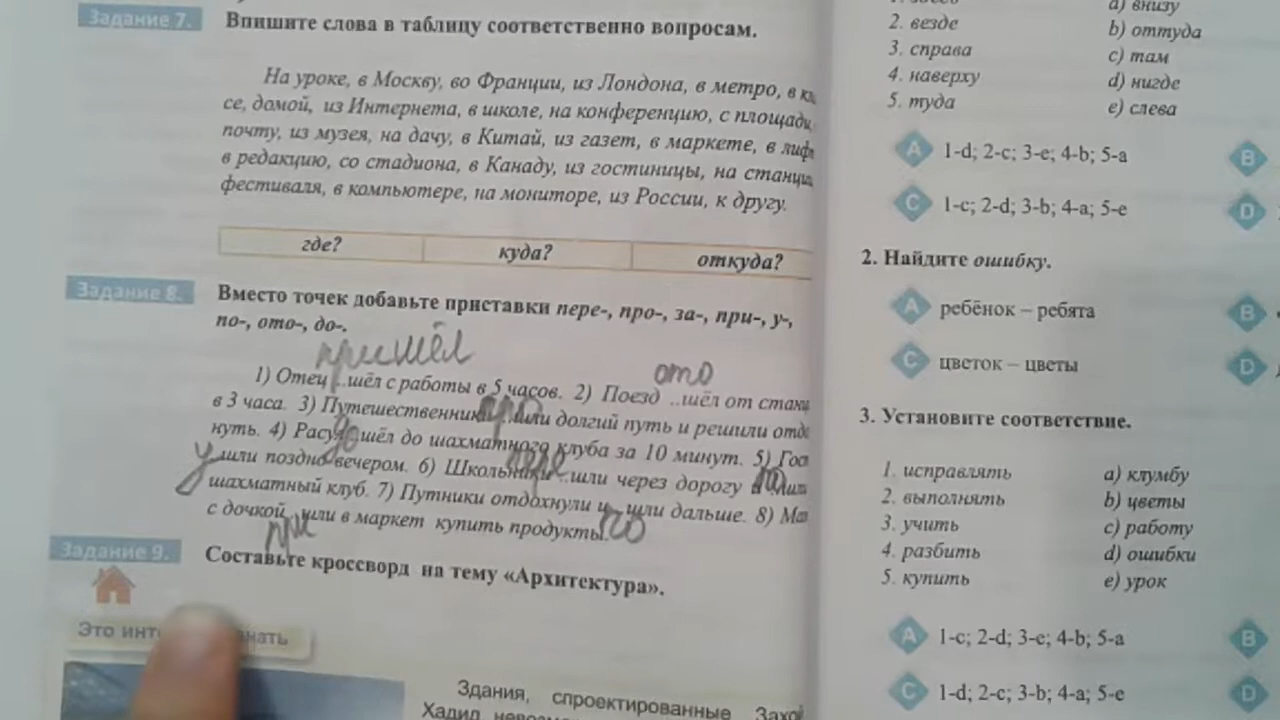 Задание 7.
Впишите слова в таблицу соответственно вопросам.
На уроке, в Москву, во Франции, из Лондона, в метро, в
се, домой, из Интернета, в школе, на конференцию, с площади,
почту, из музея, на дачу, в Китай, из газет, в маркете, в
в редакцию, со стадиона, в Канаду, из гостиницы, на
фестиваля, в компьютере, на мониторе, из России, к другу.
где? куда? откуда?
Задание 8.
Вместо точек добавьте приставки пере-, про-, за-, при-, у-,
по-, ото-, до-.
пришёл
ото
1) Отец ..шёл с работы в 5 часов. 2) Поезд ..шёл от
в 3 часа. 3) Путешественники ..шли долгий путь и решили
про
нуть. 4) Расул ..шёл до шахматного клуба за 10 минут. 5)
до
у
шли поздно вечером. 6) Школьники ..шли через дорогу
пере
шахматный клуб. 7) Путники отдохнули и ..шли дальше. 8)
с дочкой ..шли в маркет купить продукты.
при
по
Задание 9.
Составьте кроссворд на тему «Архитектура».
Это
Здания, спроектированные
Хадид
a) внизу
2. везде b) оттуда
3. справа c) там
4. наверху d) нигде
5. туда e) слева
A 1-d; 2-c; 3-e; 4-b; 5-a B
C 1-c; 2-d; 3-b; 4-a; 5-e D
2. Найдите ошибку.
A ребёнок – ребята B
C цветок – цветы D
3. Установите соответствие.
1. исправлять a) клумбу
2. выполнять b) цветы
3. учить c) работу
4. разбить d) ошибки
5. купить e) урок
A 1-c; 2-d; 3-e; 4-b; 5-a B
C 1-d; 2-c; 3-b; 4-a; 5-e D